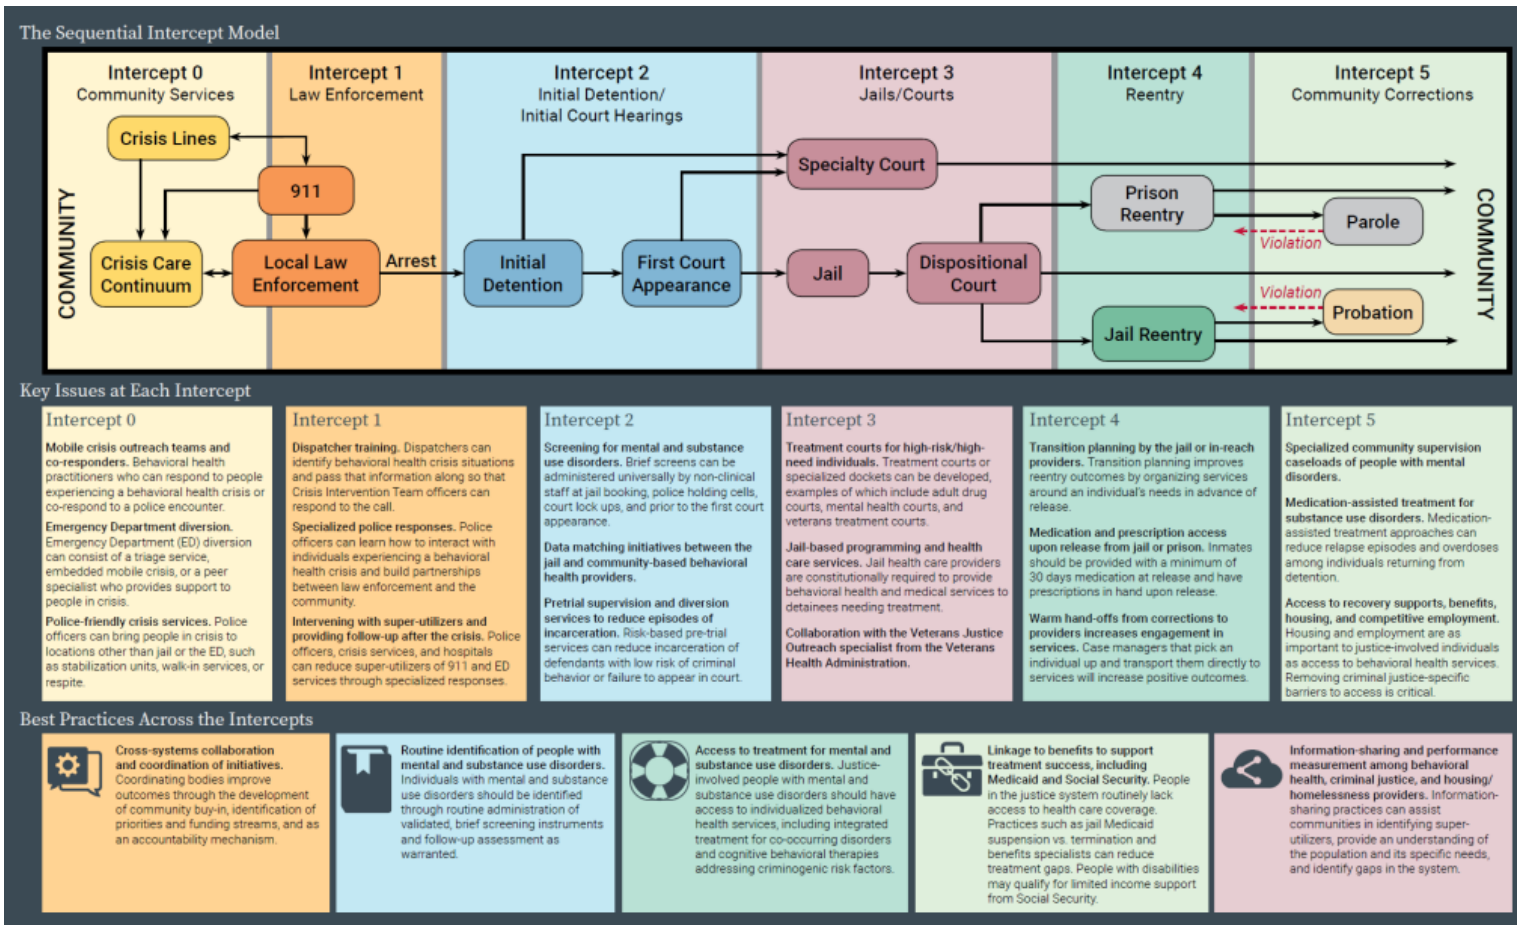 The Sequential Intercept Model
Intercept 0
Community Services
Intercept 1
Law Enforcement
Intercept 2
Initial Detention/
Initial Court Hearings
Intercept 3
Jails/Courts
Intercept 4
Reentry
Intercept 5
Community Corrections
COMMUNITY
Crisis Lines
911
Crisis Care
Continuum
Local Law
Enforcement
Arrest
Initial
Detention
First Court
Appearance
Specialty Court
Jail
Dispositional
Court
Prison
Reentry
Jail Reentry
Violation
Parole
Violation
Probation
COMMUNITY
Key Issues at Each Intercept
Intercept 0
Mobile crisis outreach teams and
co-responders. Behavioral health
practitioners who can respond to people
experiencing a behavioral health crisis or
co-respond to a police encounter.
Emergency Department diversion.
Emergency Department (ED) diversion
can consist of a triage service,
embedded mobile crisis, or a peer
specialist who provides support to
people in crisis.
Police-friendly crisis services. Police
officers can bring people in crisis to
locations other than jail or the ED, such
as stabilization units, walk-in services, or
respite.
Intercept 1
Dispatcher training. Dispatchers can
identify behavioral health crisis situations
and pass that information along so that
Crisis Intervention Team officers can
respond to the call.
Specialized police responses. Police
officers can learn how to interact with
individuals experiencing a behavioral
health crisis and build partnerships
between law enforcement and the
community.
Intervening with super-utilizers and
providing follow-up after the crisis. Police
officers, crisis services, and hospitals
can reduce super-utilizers of 911 and ED
services through specialized responses.
Intercept 2
Screening for mental and substance
use disorders. Brief screens can be
administered universally by non-clinical
staff at jail booking, police holding cells,
court lock ups, and prior to the first court
appearance.
Data matching initiatives between the
jail and community-based behavioral
health providers.
Pretrial supervision and diversion
services to reduce episodes of
incarceration. Risk-based pre-trial
services can reduce incarceration of
defendants with low risk of criminal
behavior or failure to appear in court.
Intercept 3
Treatment courts for high-risk/high-
need individuals. Treatment courts or
specialized dockets can be developed,
examples of which include adult drug
courts, mental health courts, and
veterans treatment courts.
Jail-based programming and health
care services. Jail health care providers
are constitutionally required to provide
behavioral health and medical services to
detainees needing treatment.
Collaboration with the Veterans Justice
Outreach specialist from the Veterans
Health Administration.
Intercept 4
Transition planning by the jail or in-reach
providers. Transition planning improves
reentry outcomes by organizing services
around an individual's needs in advance of
release.
Medication and prescription access
upon release from jail or prison. Inmates
should be provided with a minimum of
30 days medication at release and have
prescriptions in hand upon release.
Warm hand-offs from corrections to
providers increases engagement in
services. Case managers that pick an
individual up and transport them directly to
services will increase positive outcomes.
Intercept 5
Specialized community supervision
caseloads of people with mental
disorders.
Medication-assisted treatment for
substance use disorders. Medication-
assisted treatment approaches can
reduce relapse episodes and overdoses
among individuals returning from
detention.
Access to recovery supports, benefits,
housing, and competitive employment.
Housing and employment are as
important to justice-involved individuals
as access to behavioral health services.
Removing criminal justice-specific
barriers to access is critical.
Best Practices Across the Intercepts
Cross-systems collaboration
and coordination of initiatives.
Coordinating bodies improve
outcomes through the development
of community buy-in, identification of
priorities and funding streams, and as
an accountability mechanism.
Routine identification of people with
mental and substance use disorders.
Individuals with mental and substance
use disorders should be identified
through routine administration of
validated, brief screening instruments
and follow-up assessment as
warranted.
Access to treatment for mental and
substance use disorders. Justice-
involved people with mental and
substance use disorders should have
access to individualized behavioral
health services, including integrated
treatment for co-occurring disorders
and cognitive behavioral therapies
addressing criminogenic risk factors.
Linkage to benefits to support
treatment success, including
Medicaid and Social Security. People
in the justice system routinely lack
access to health care coverage.
Practices such as jail Medicaid
suspension vs. termination and
benefits specialists can reduce
treatment gaps. People with disabilities
may qualify for limited income support
from Social Security.
Information-sharing and performance
measurement among behavioral
health, criminal justice, and housing/
homelessness providers. Information-
sharing practices can assist
communities in identifying super-
utilizers, provide an understanding of
the population and its specific needs,
and identify gaps in the system.